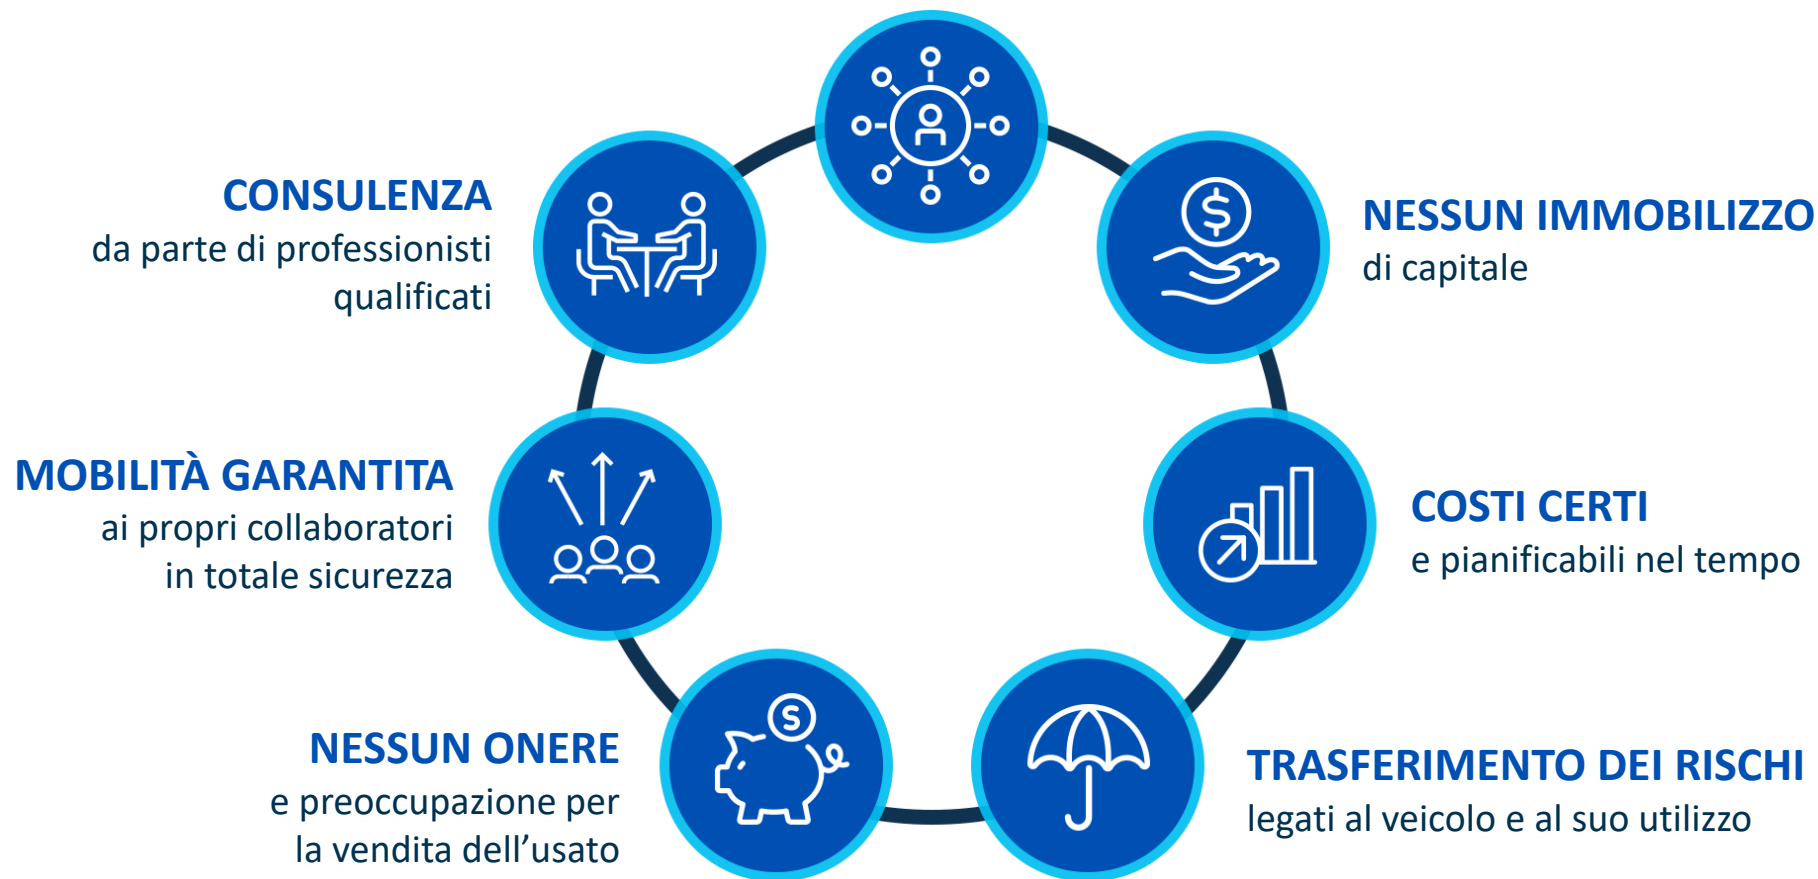 CONSULENZA
da parte di professionisti
qualificati
NESSUN IMMOBILIZZO
di capitale
MOBILITÀ GARANTITA
ai propri collaboratori
in totale sicurezza
COSTI CERTI
e pianificabili nel tempo
NESSUN ONERE
e preoccupazione per
la vendita dell'usato
TRASFERIMENTO DEI RISCHI
legati al veicolo e al suo utilizzo